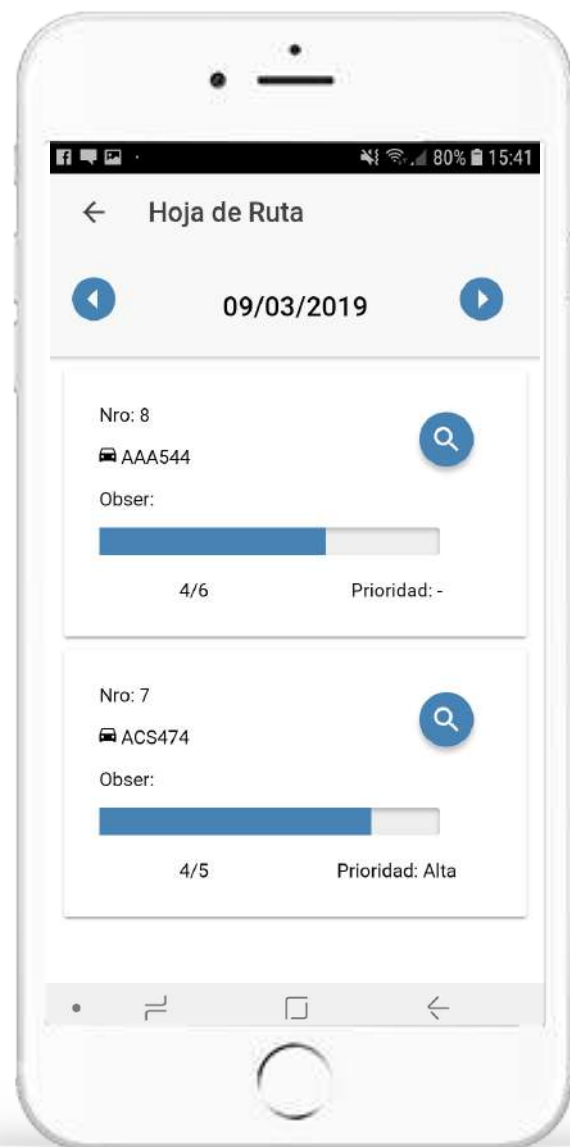 80% 15:41
Hoja de Ruta
09/03/2019
Nro: 8
AAA544
Obser:
4/6 Prioridad: -
Nro: 7
ACS474
Obser:
4/5 Prioridad: Alta